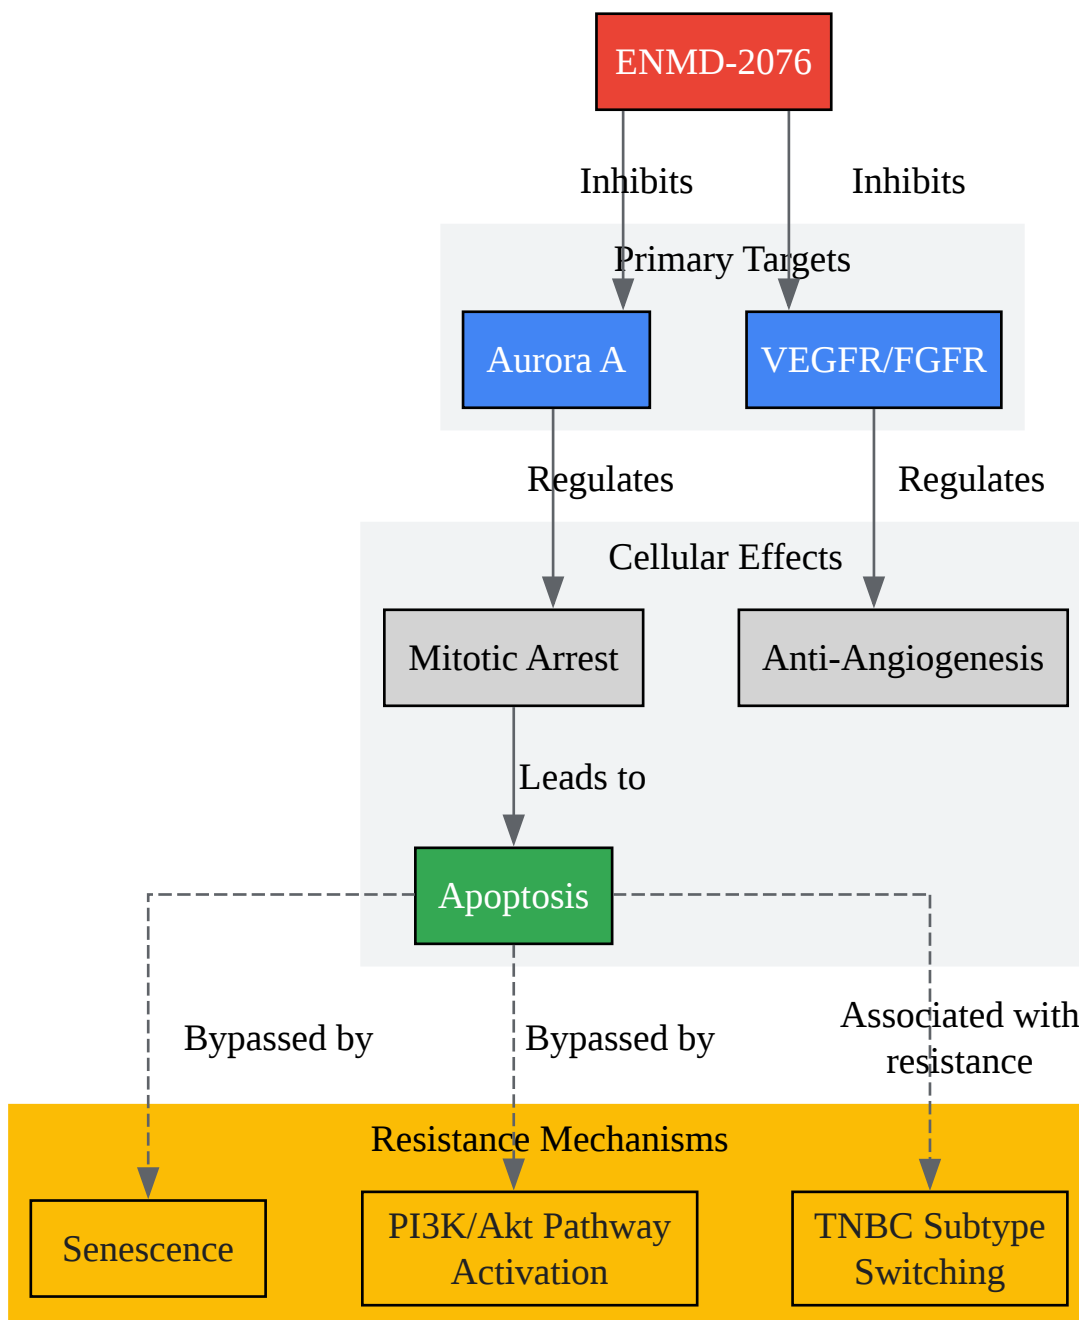 ENMD-2076
Inhibits
Inhibits
Primary Targets
Aurora A
VEGFR/FGFR
Regulates
Regulates
Cellular Effects
Mitotic Arrest
Anti-Angiogenesis
Leads to
Apoptosis
Bypassed by
Bypassed by
Associated with
resistance
Resistance Mechanisms
Senescence
PI3K/Akt Pathway
Activation
TNBC Subtype
Switching